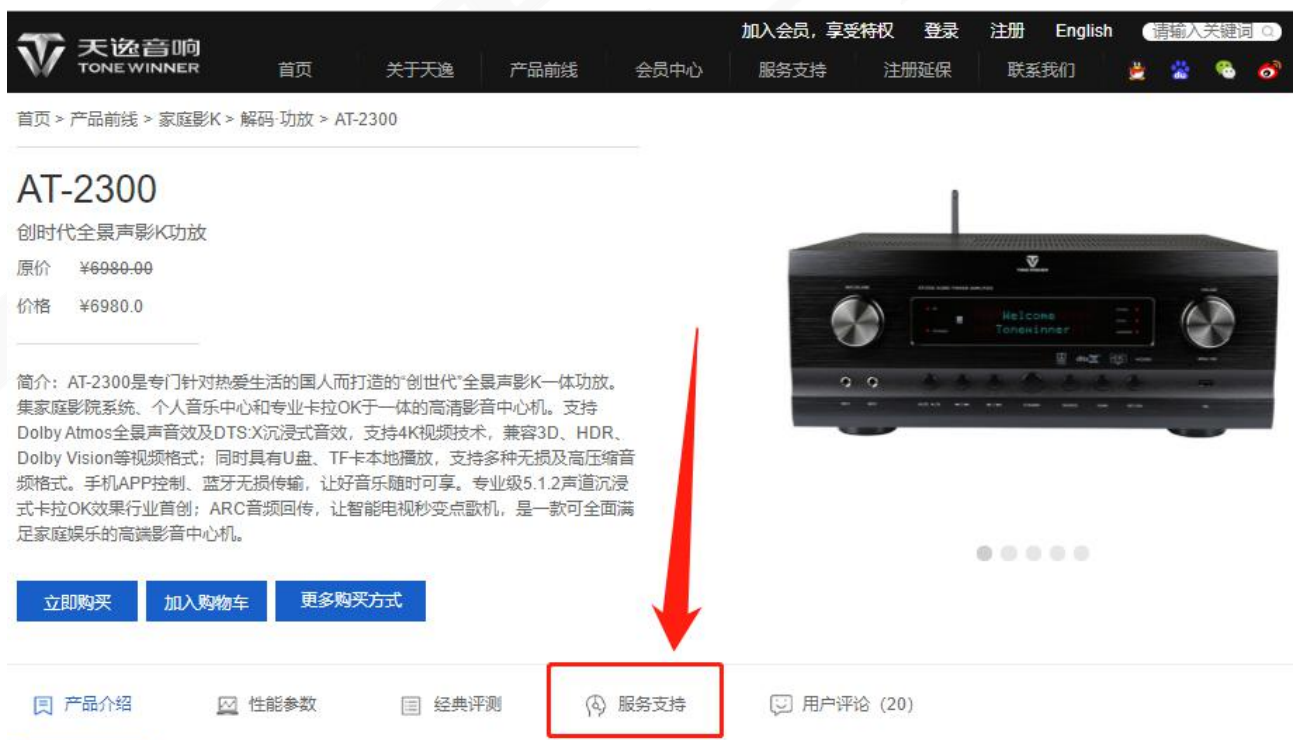 加入会员，享受特权 登录 注册 English 请输入关键词
天逸音响
TONEWINNER
首页 关于天逸 产品前线 会员中心 服务支持 注册延保 联系我们
首页 > 产品前线 > 家庭影K > 解码·功放 > AT-2300
AT-2300
创时代全景声影K功放
原价 ¥6980.00
价格 ¥6980.0
简介：AT-2300是专门针对热爱生活的国人而打造的“创世代”全景声影K一体功放。
集家庭影院系统、个人音乐中心和专业卡拉OK于一体的高清影音中心机。支持
Dolby Atmos全景声音效及DTS:X沉浸式音效，支持4K视频技术，兼容3D、HDR、
Dolby Vision等视频格式；同时具有U盘、TF卡本地播放，支持多种无损及高压缩音
频格式。手机APP控制、蓝牙无损传输，让好音乐随时可享。专业级5.1.2声道沉浸
式卡拉OK效果行业首创；ARC音频回传，让智能电视秒变点歌机，是一款可全面满
足家庭娱乐的高端影音中心机。
Welcome
Tonewinner
立即购买 加入购物车 更多购买方式
产品介绍 性能参数 经典评测 服务支持 用户评论（20）